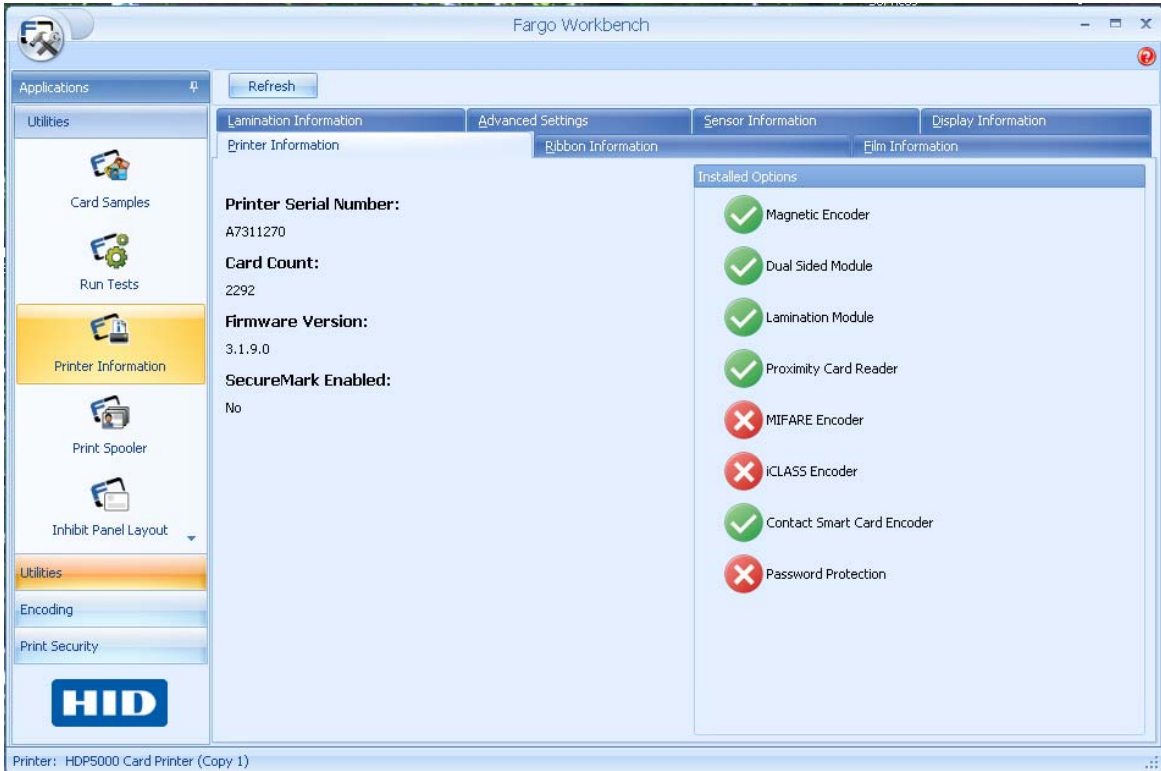 Fargo Workbench
Applications
Refresh
Utilities
Card Samples
Run Tests
Printer Information
Print Spooler
Inhibit Panel Layout
Utilities
Encoding
Print Security
HID
Lamination Information
Advanced Settings
Sensor Information
Display Information
Printer Information
Ribbon Information
Film Information
Printer Serial Number:
A7311270
Card Count:
2292
Firmware Version:
3.1.9.0
SecureMark Enabled:
No
Installed Options
Magnetic Encoder
Dual Sided Module
Lamination Module
Proximity Card Reader
MIFARE Encoder
iCLASS Encoder
Contact Smart Card Encoder
Password Protection
Printer: HDP5000 Card Printer (Copy 1)